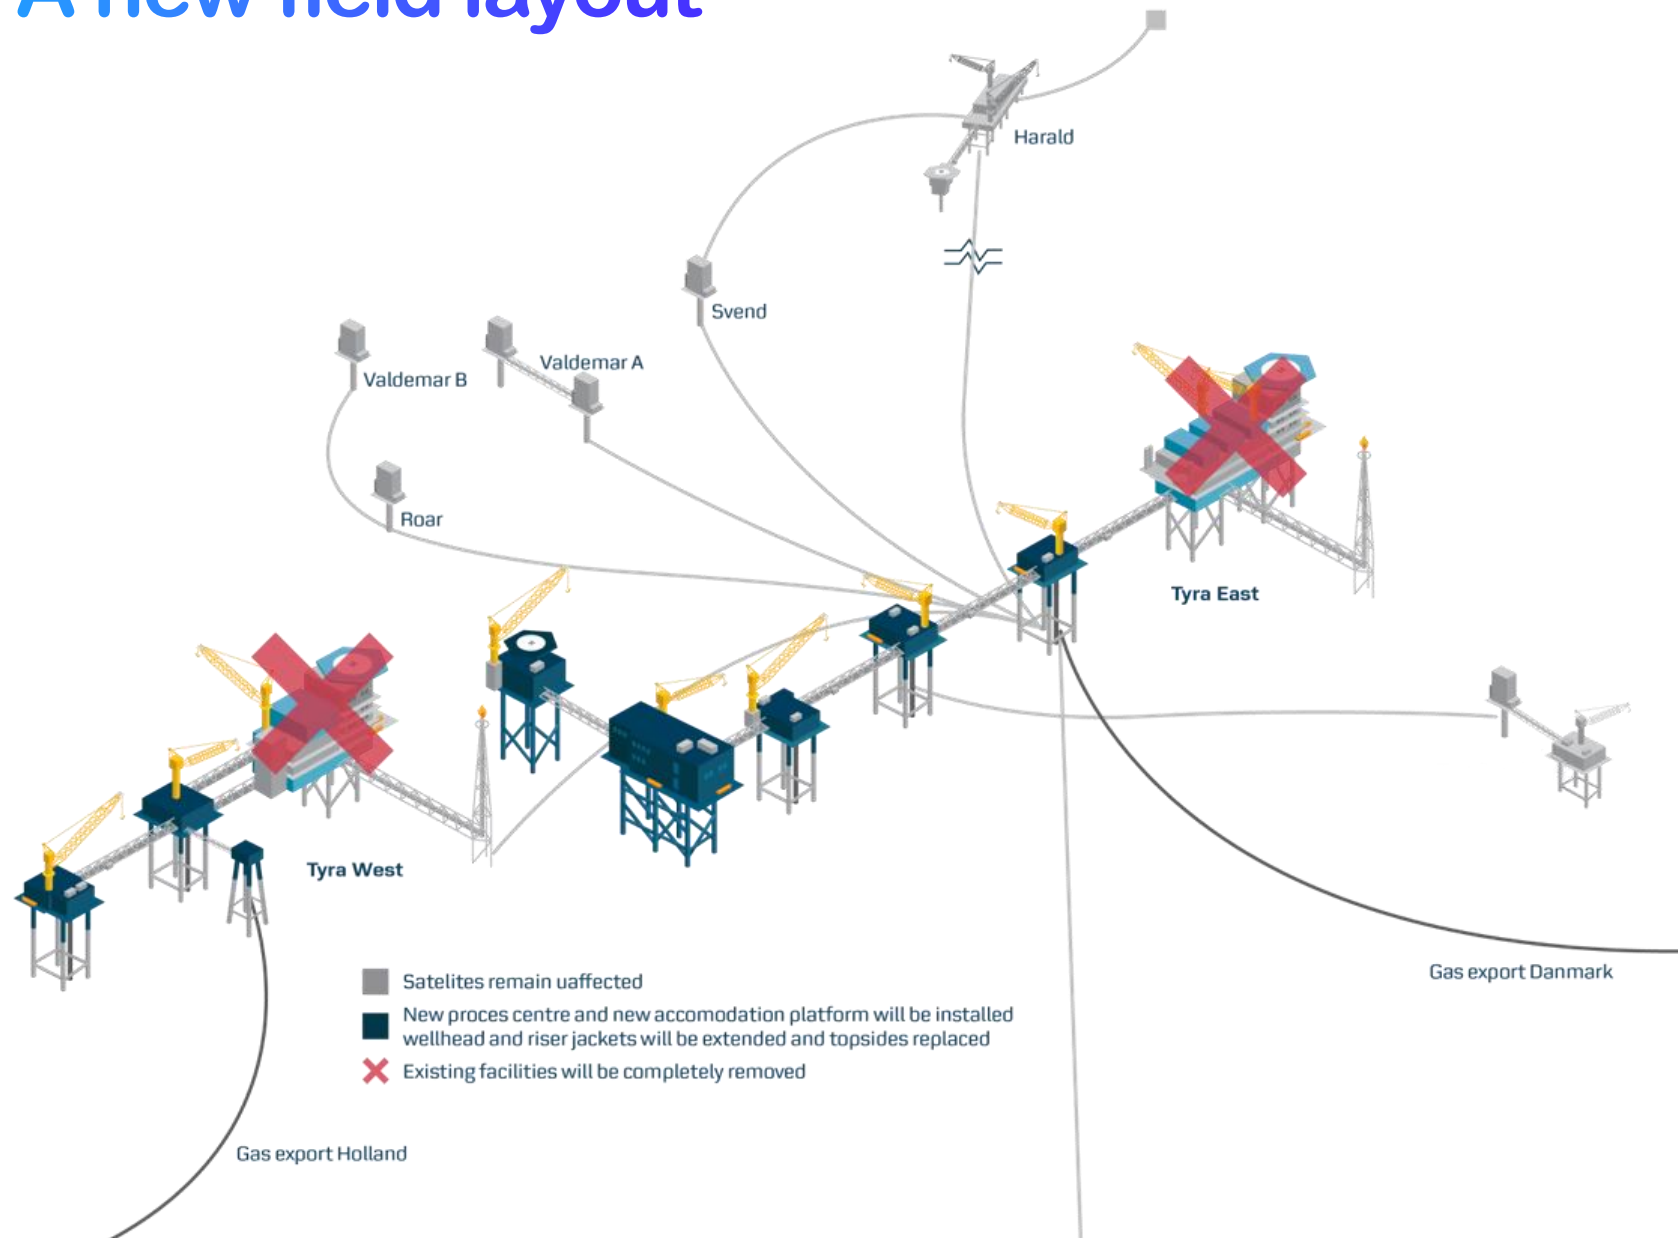 A new field layout
Harald
Svend
Valdemar A
Valdemar B
Roar
Tyra East
Tyra West
Satelites remain uaffected
New proces centre and new accomodation platform will be installed
wellhead and riser jackets will be extended and topsides replaced
Existing facilities will be completely removed
Gas export Danmark
Gas export Holland